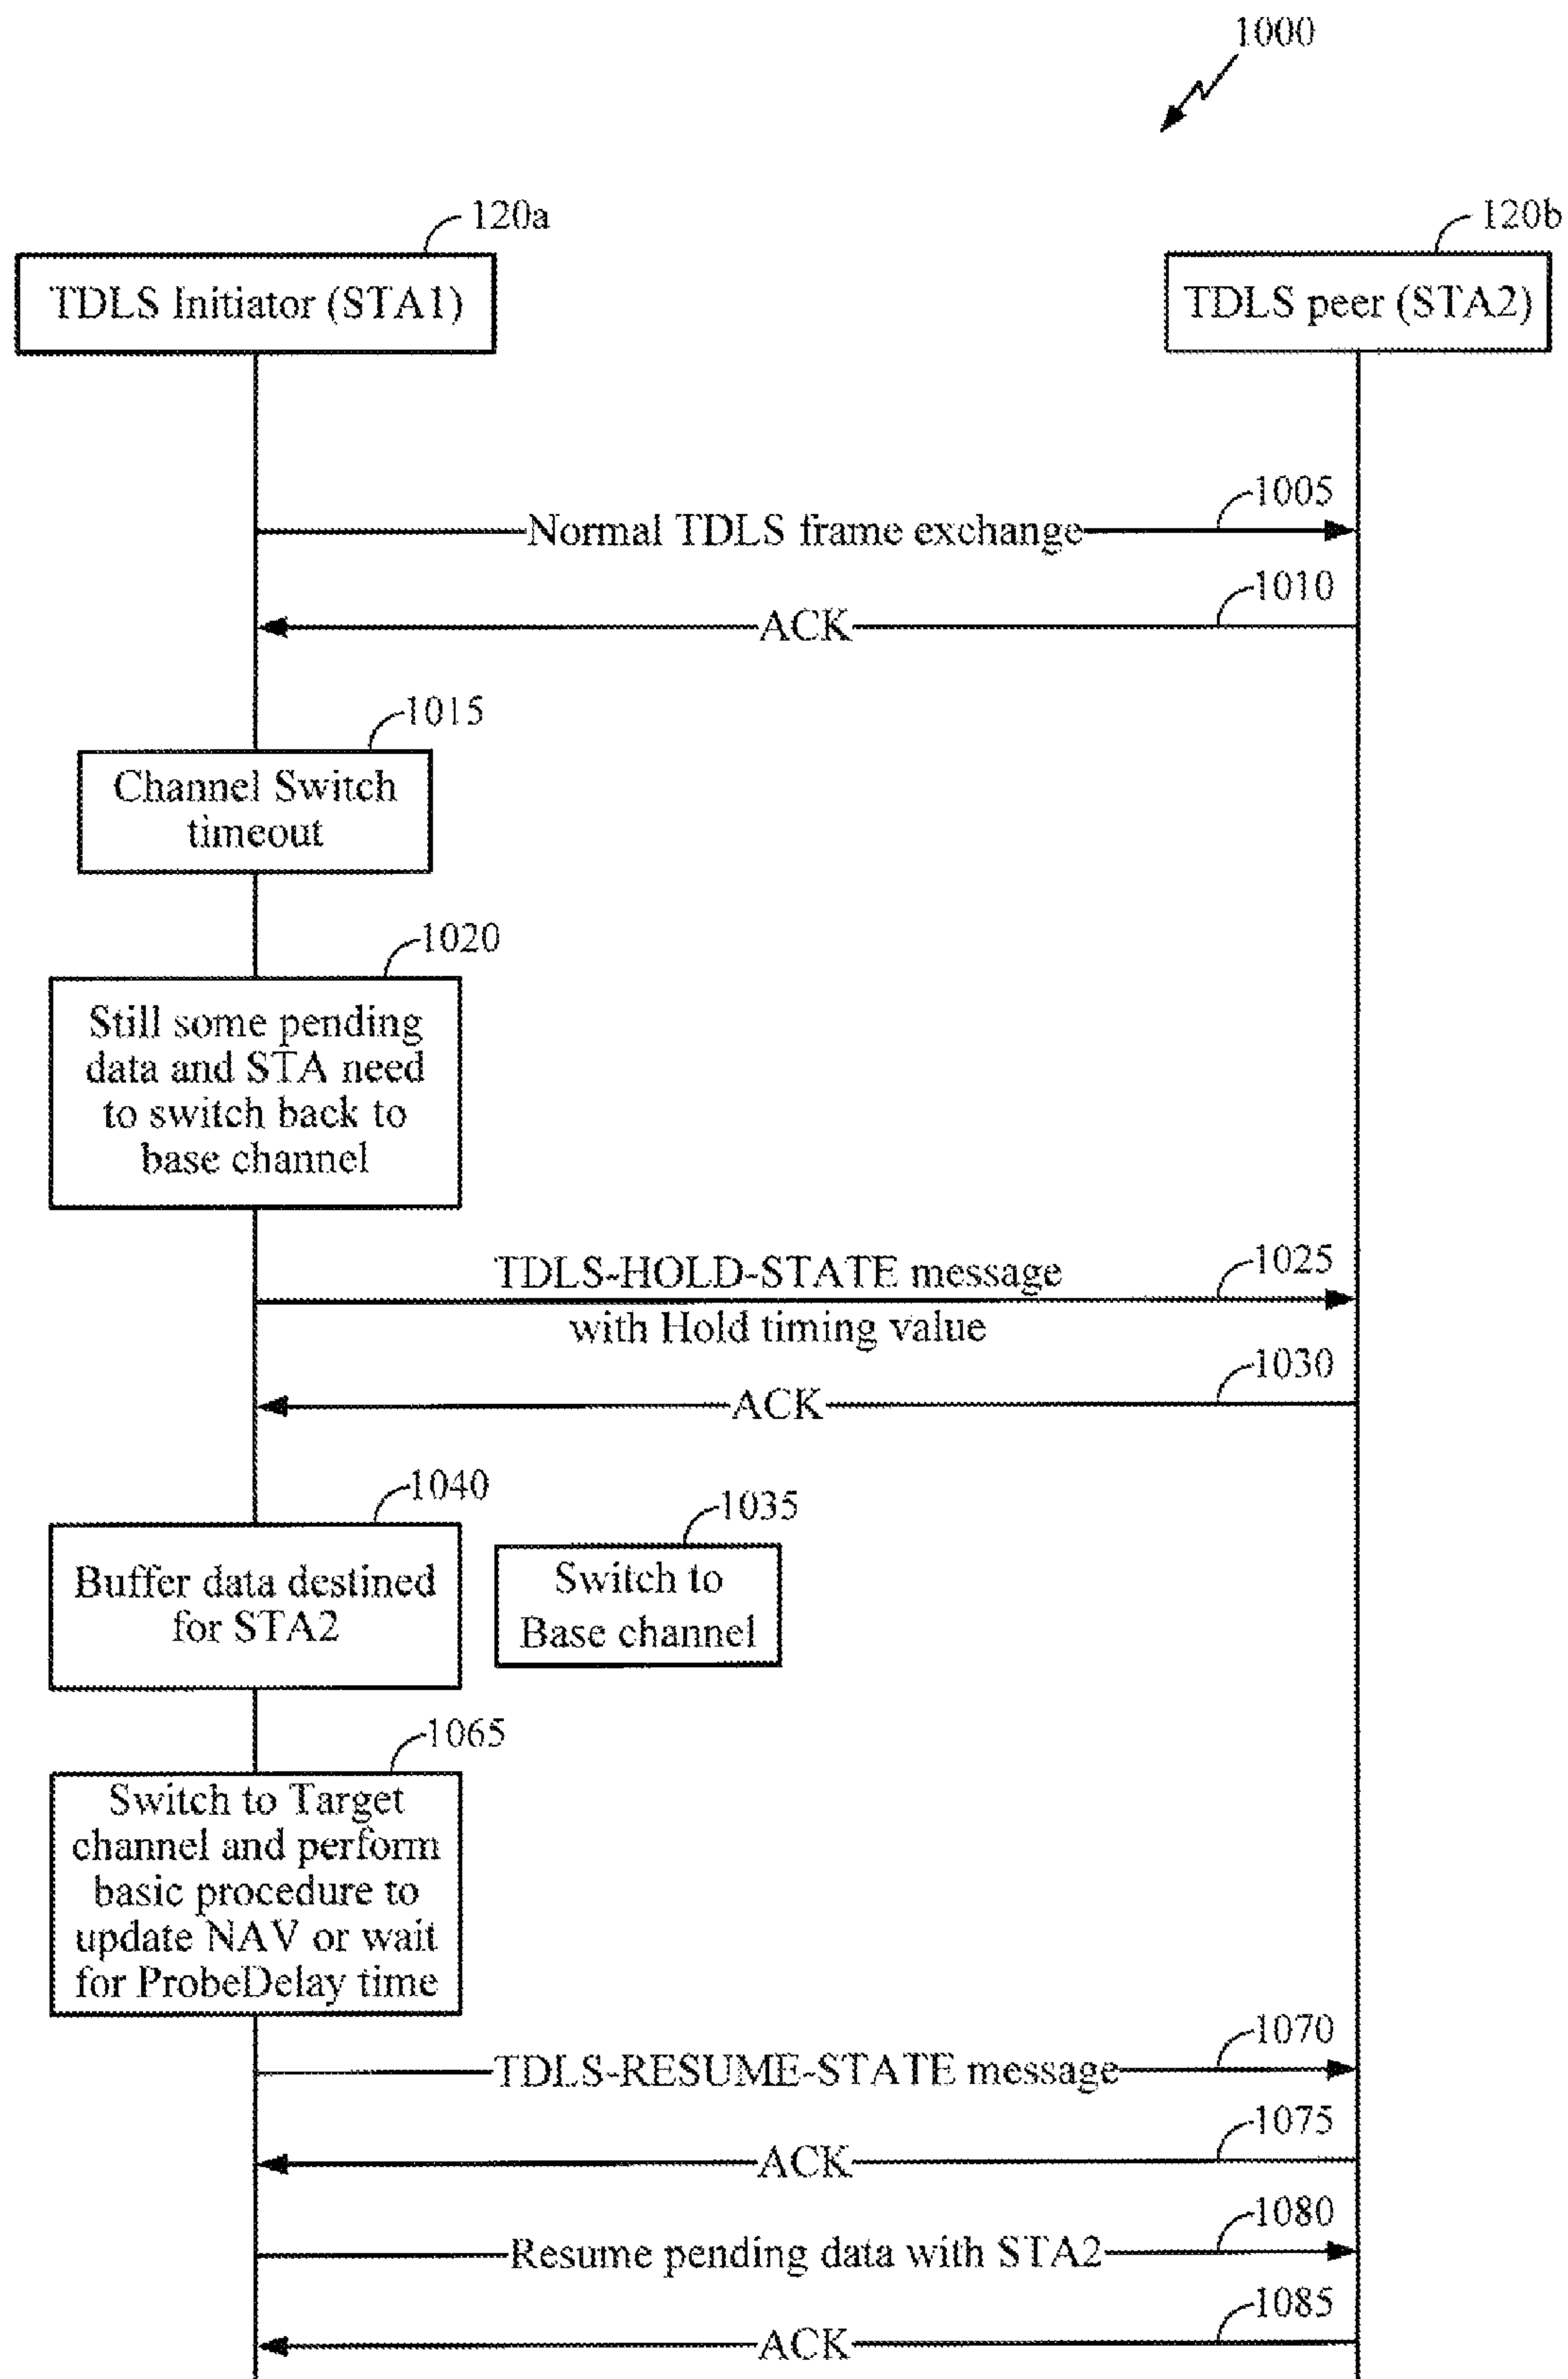 1000
120a
120b
TDLS Initiator (STA1)
TDLS peer (STA2)
1005
Normal TDLS frame exchange
1010
ACK
1015
Channel Switch
timeout
1020
Still some pending
data and STA need
to switch back to
base channel
TDLS-HOLD-STATE message
1025
with Hold timing value
1030
ACK
1040
1035
Buffer data destined
for STA2
Switch to
Base channel
1065
Switch to Target
channel and perform
basic procedure to
update NAV or wait
for ProbeDelay time
1070
TDLS-RESUME-STATE message
1075
ACK
1080
Resume pending data with STA2
1085
ACK